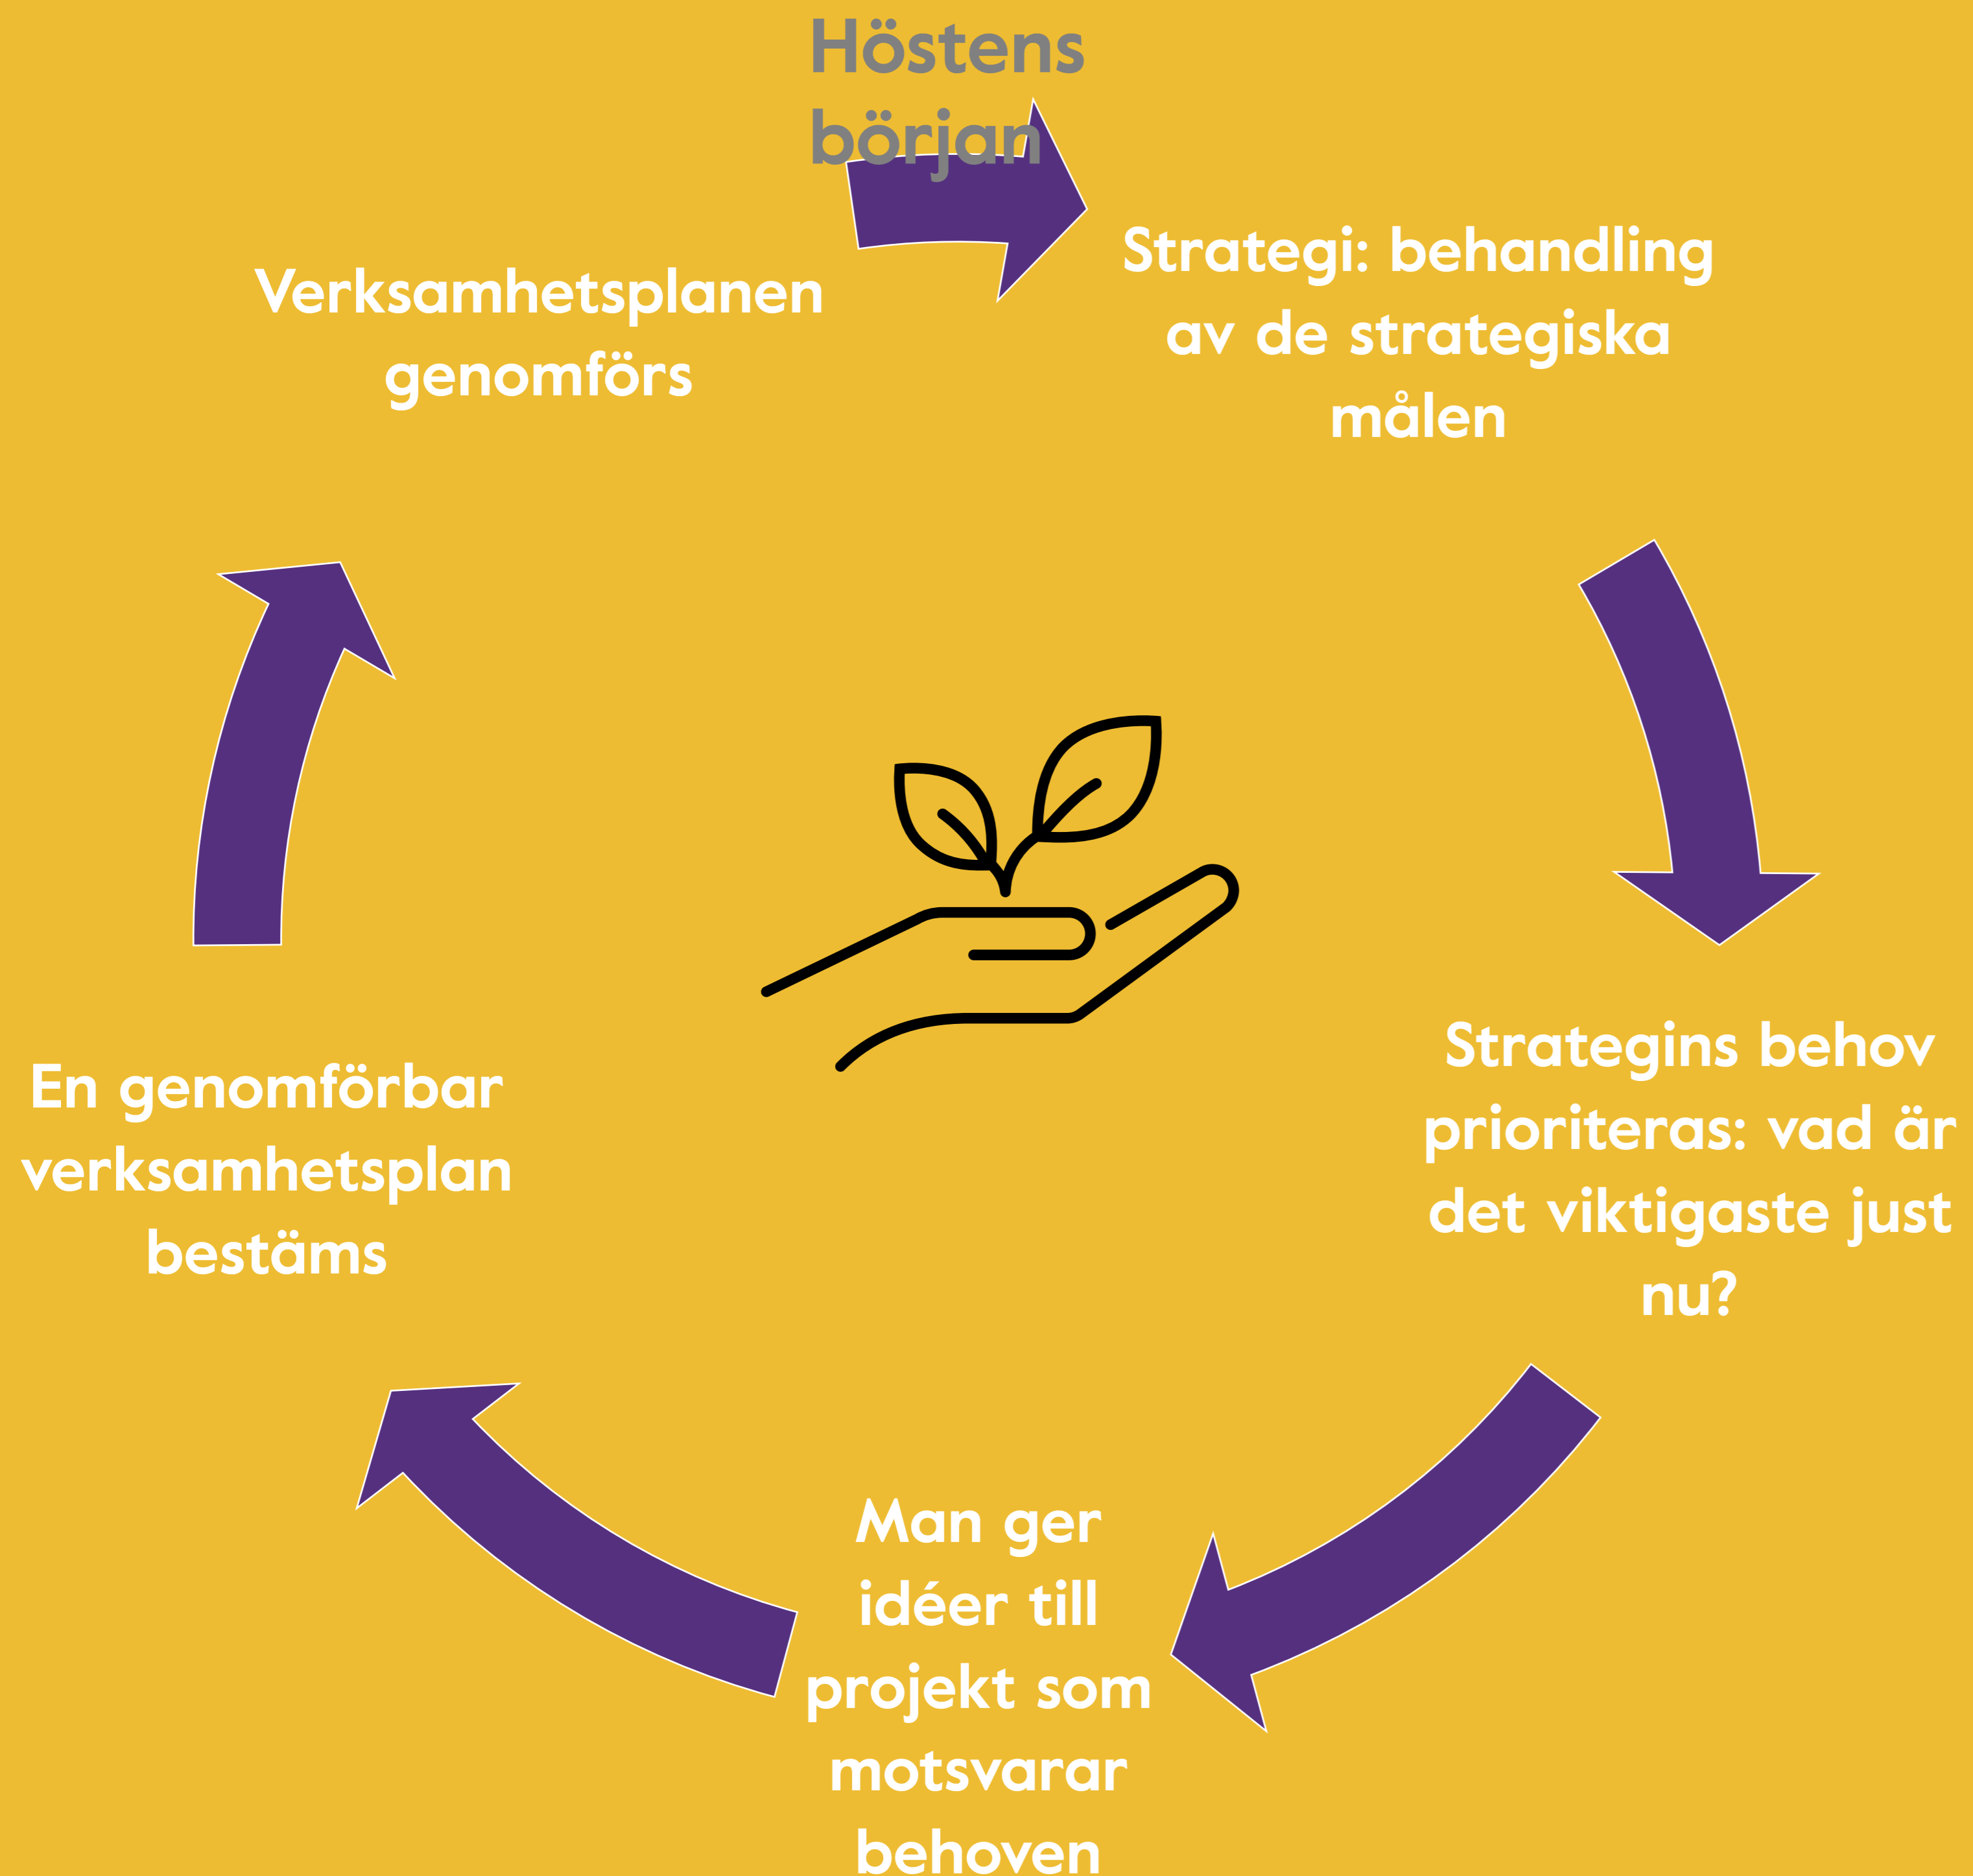 Höstens
början
Strategi: behandling
av de strategiska
målen
Strategins behov
prioriteras: vad är
det viktigaste just
nu?
Man ger
idéer till
projekt som
motsvarar
behoven
En genomförbar
verksamhetsplan
bestäms
Verksamhetsplanen
genomförs